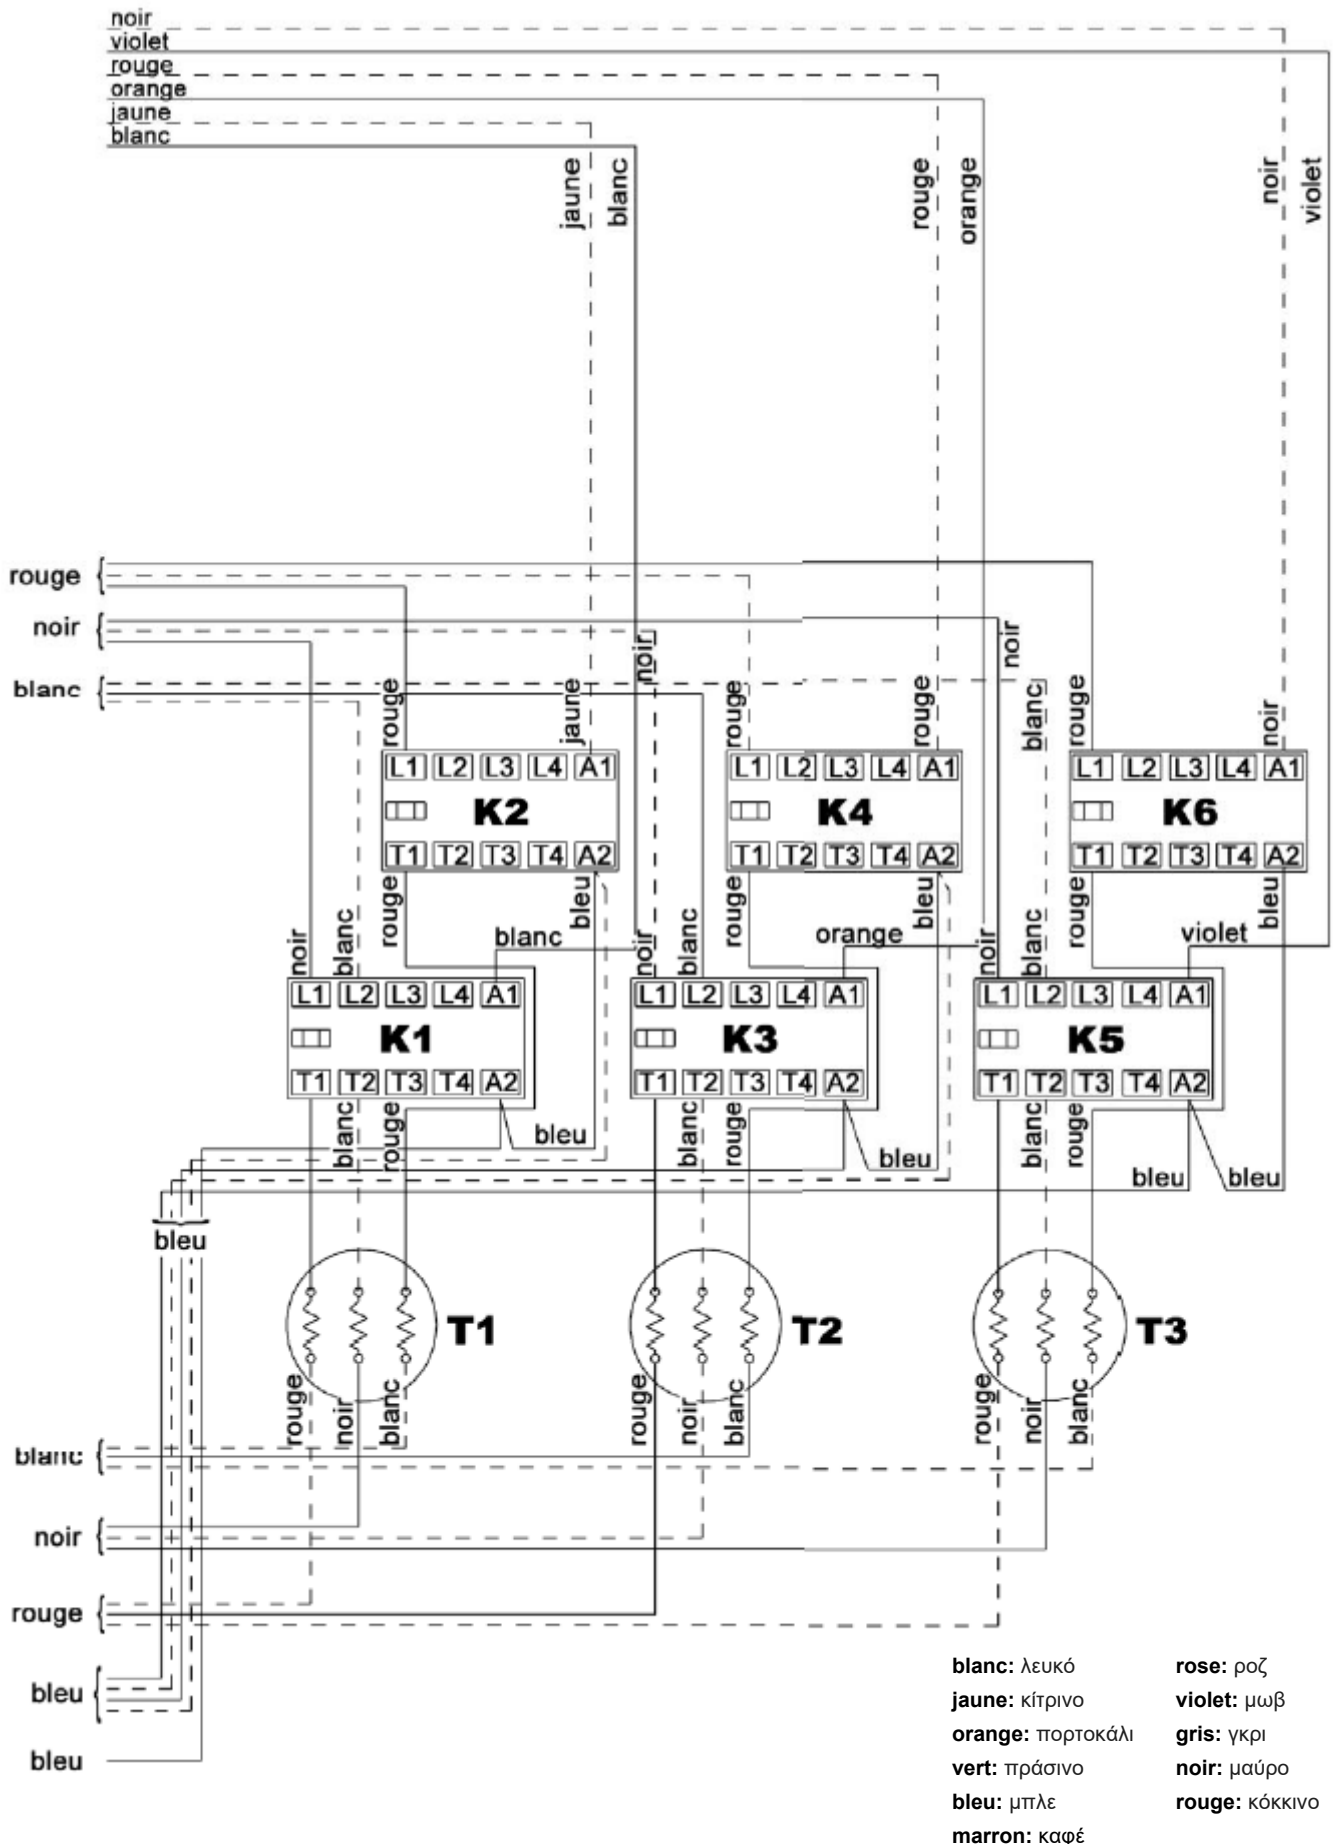 noir
violet
rouge
orange
jaune
blanc
jaune
blanc
rouge
orange
noir
violet
rouge
noir
blanc
noir
noir
rouge
jaune
rouge
rouge
blanc
rouge
noir
L1 L2 L3 L4 A1
K2
T1 T2 T3 T4 A2
L1 L2 L3 L4 A1
K4
T1 T2 T3 T4 A2
L1 L2 L3 L4 A1
K6
T1 T2 T3 T4 A2
noir
blanc
rouge
blanc
bleu
noir
blanc
rouge
orange
bleu
noir
blanc
rouge
violet
bleu
L1 L2 L3 L4 A1
K1
T1 T2 T3 T4 A2
L1 L2 L3 L4 A1
K3
T1 T2 T3 T4 A2
L1 L2 L3 L4 A1
K5
T1 T2 T3 T4 A2
blanc
rouge
bleu
blanc
rouge
bleu
blanc
rouge
bleu
bleu
bleu
T1
T2
T3
rouge
noir
blanc
rouge
noir
blanc
rouge
noir
blanc
blanc
noir
rouge
bleu
bleu
blanc: λευκό
jaune: κίτρινο
orange: πορτοκάλι
vert: πράσινο
bleu: μπλε
marron: καφέ
rose: ροζ
violet: μωβ
gris: γκρι
noir: μαύρο
rouge: κόκκινο